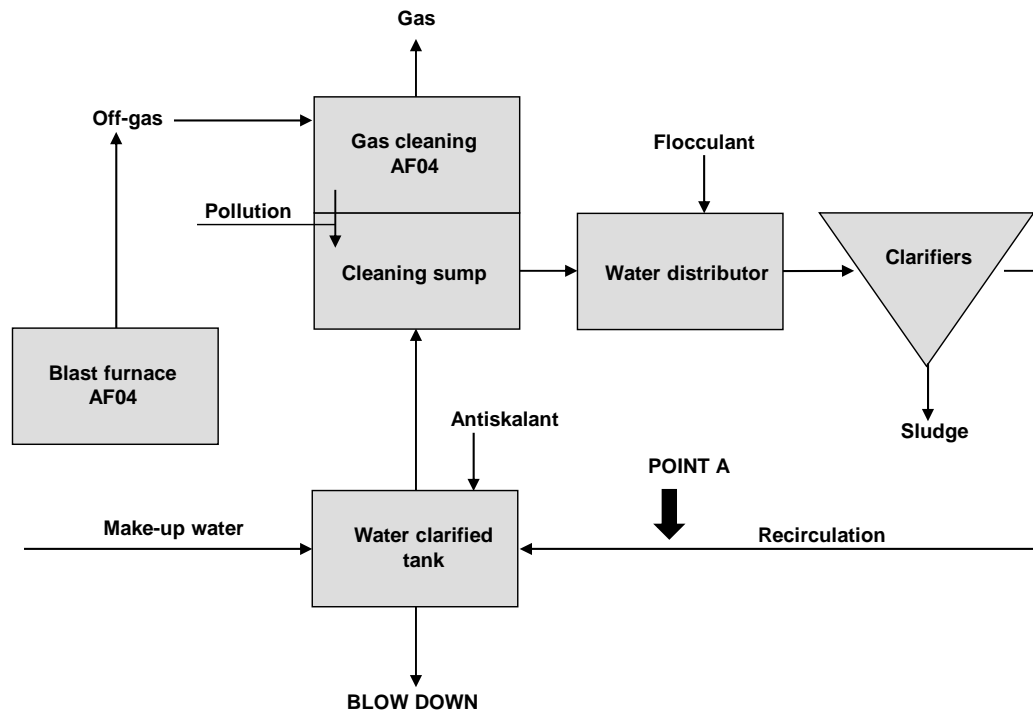 Gas
Off-gas
Gas cleaning
AF04
Flocculant
Pollution
Cleaning sump
Water distributor
Clarifiers
Blast furnace
AF04
Antiskalant
Sludge
POINT A
Make-up water
Water clarified
tank
Recirculation
BLOW DOWN